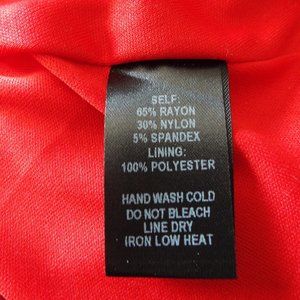 SELF:
65% RAYON
30% NYLON
5% SPANDEX
LINING:
100% POLYESTER
HAND WASH COLD
DO NOT BLEACH
LINE DRY
IRON LOW HEAT